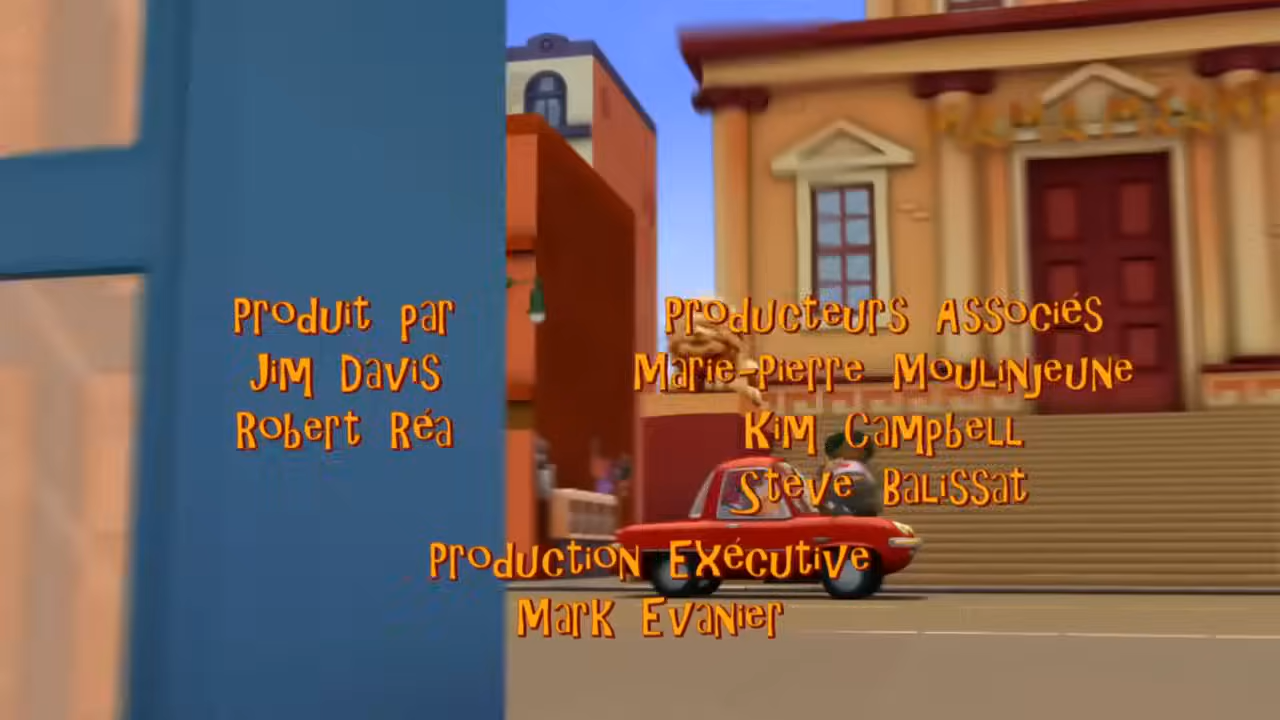 Produit par
Jim Davis
Robert Réa
Producteurs Associés
Marie-Pierre Moulinjeune
Kim Campbell
Steve Balissat
Production Exécutive
Mark Evanier